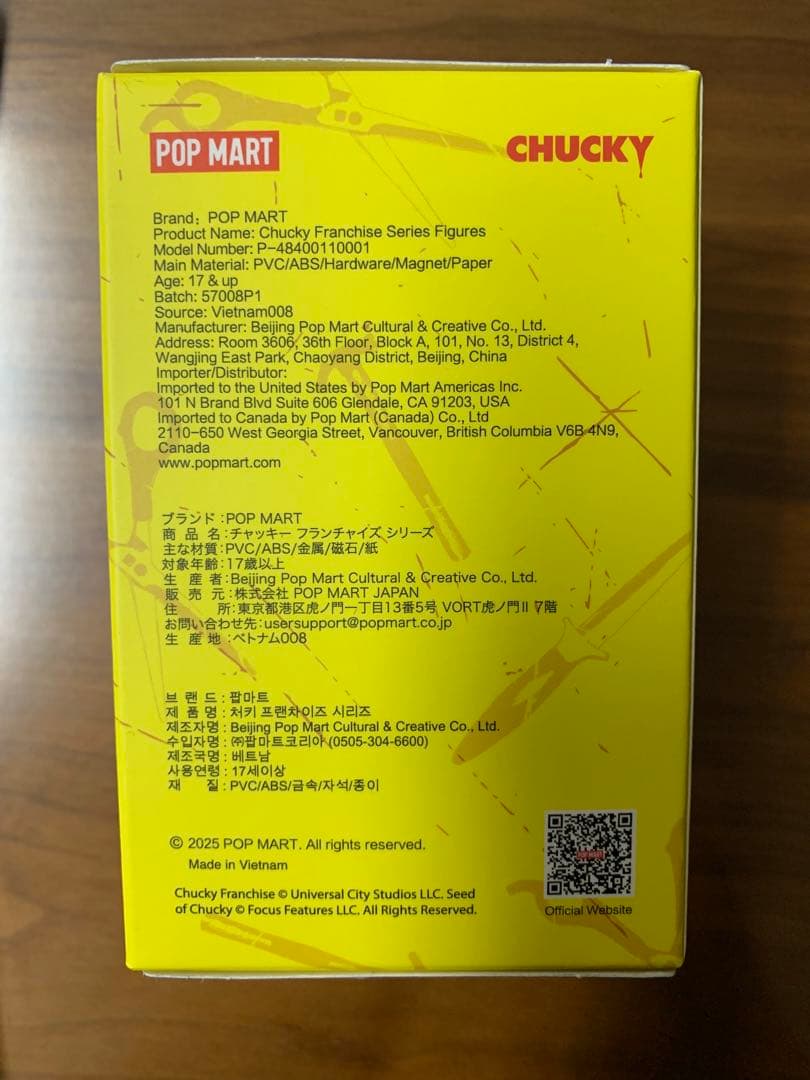 POP MART
CHUCKY
Brand: POP MART
Product Name: Chucky Franchise Series Figures
Model Number: P-48400110001
Main Material: PVC/ABS/Hardware/Magnet/Paper
Age: 17 & up
Batch: 57008P1
Source: Vietnam008
Manufacturer: Beijing Pop Mart Cultural & Creative Co., Ltd.
Address: Room 3606, 36th Floor, Block A, 101, No. 13, District 4,
Wangjing East Park, Chaoyang District, Beijing, China
Importer/Distributor:
Imported to the United States by Pop Mart Americas Inc.
101 N Brand Blvd Suite 606 Glendale, CA 91203, USA
Imported to Canada by Pop Mart (Canada) Co., Ltd
2110-650 West Georgia Street, Vancouver, British Columbia V6B 4N9,
Canada
www.popmart.com
ブランド:POP MART
商 品 名:チャッキー フランチャイズ シリーズ
主な材質:PVC/ABS/金属/磁石/紙
対象年齢:17歳以上
生 産 者:Beijing Pop Mart Cultural & Creative Co., Ltd.
販 売 元:株式会社 POP MART JAPAN
住 所:東京都港区虎ノ門一丁目13番5号 VORT虎ノ門II 7階
お問い合わせ先:usersupport@popmart.co.jp
生 産 地:ベトナム008
브 랜 드 : 팝마트
제 품 명 : 처키 프랜차이즈 시리즈
제조자명 : Beijing Pop Mart Cultural & Creative Co., Ltd.
수입자명 : ㈜팝마트코리아 (0505-304-6600)
제조국명 : 베트남
사용연령 : 17세이상
재 질 : PVC/ABS/금속/자석/종이
© 2025 POP MART. All rights reserved.
Made in Vietnam
Chucky Franchise © Universal City Studios LLC. Seed
of Chucky © Focus Features LLC. All Rights Reserved.
POP MART
Official Website